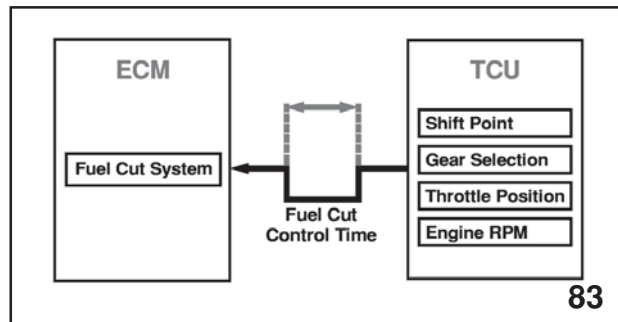 ECM
Fuel Cut System
Fuel Cut
Control Time
TCU
Shift Point
Gear Selection
Throttle Position
Engine RPM
83